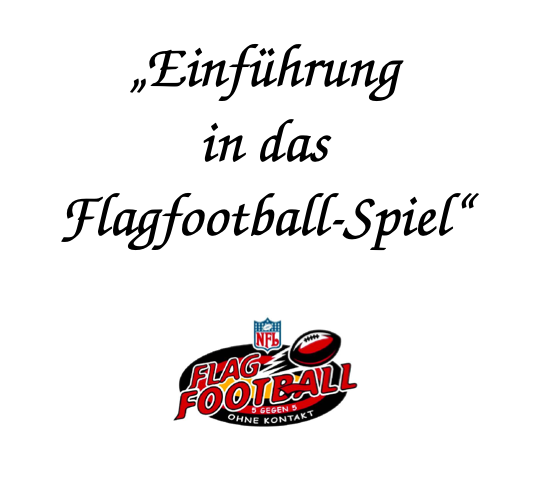 „Einführung
in das
Flagfootball-Spiel“
NFL
FLAG
FOOTBALL
5 GEGEN 5
OHNE KONTAKT